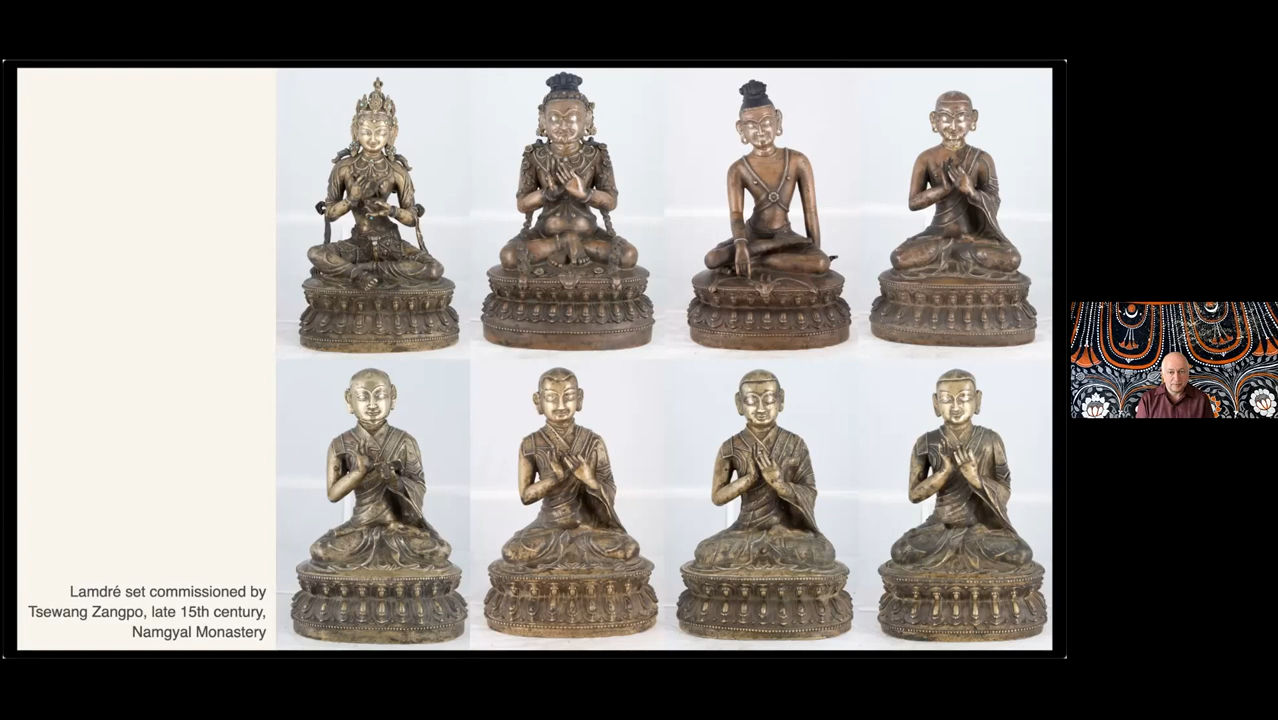 Lamdré set commissioned by
Tsewang Zangpo, late 15th century,
Namgyal Monastery